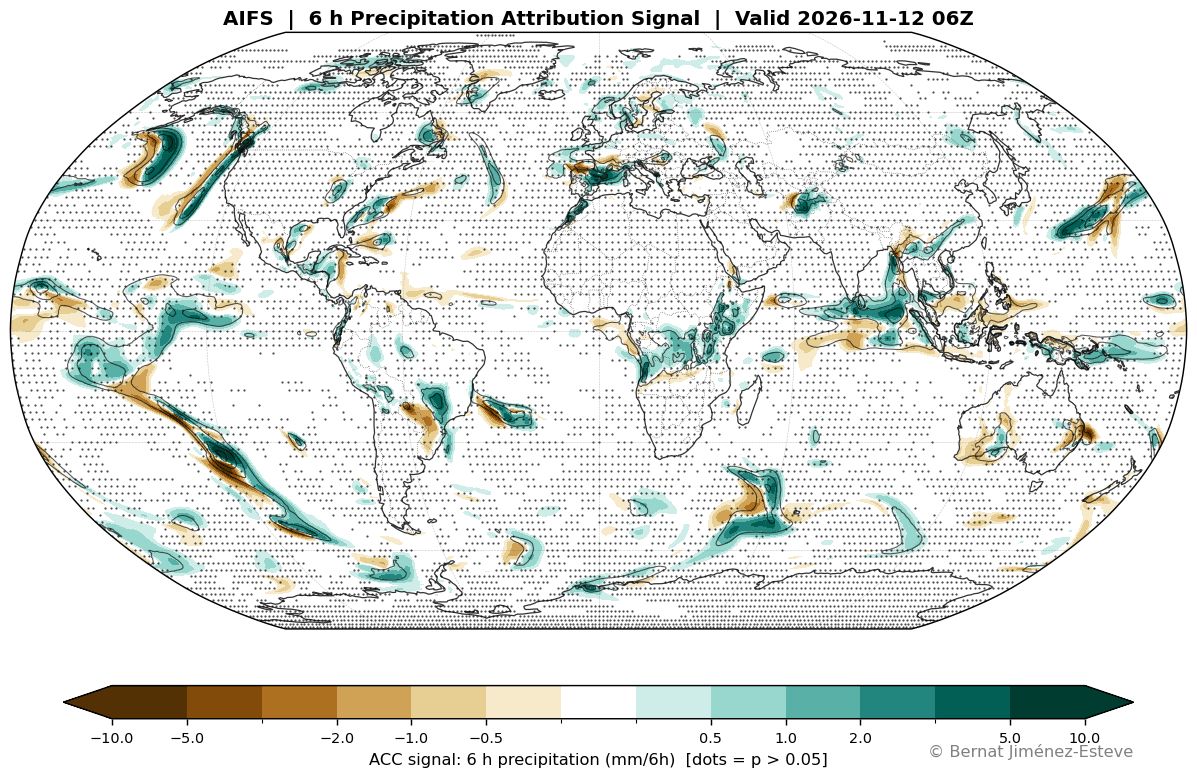 AIFS | 6 h Precipitation Attribution Signal | Valid 2026-11-12 06Z
−10.0 −5.0 −2.0 −1.0 −0.5 0.5 1.0 2.0 5.0 10.0
ACC signal: 6 h precipitation (mm/6h) [dots = p > 0.05]
© Bernat Jiménez-Esteve